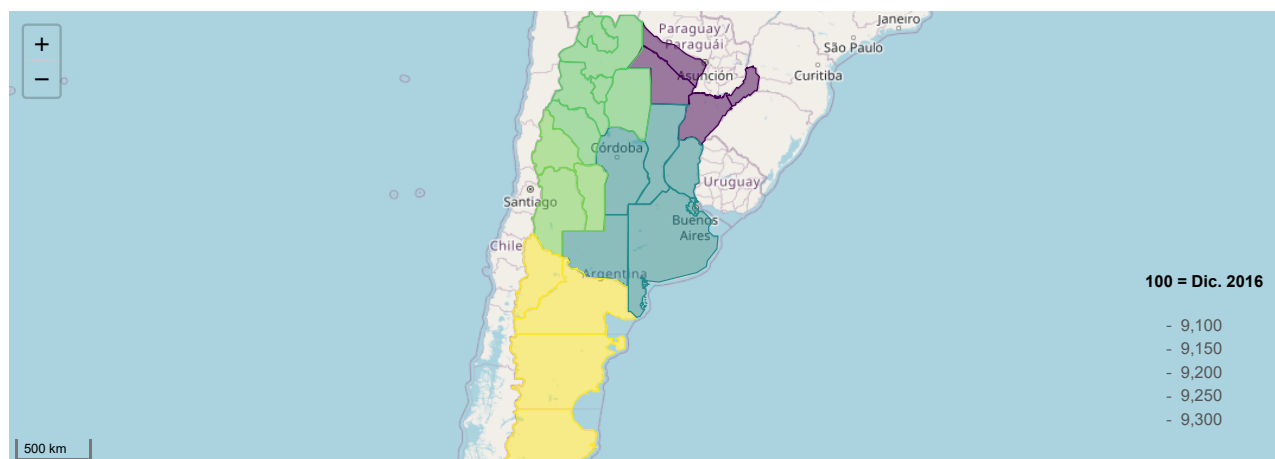 +
−
Janeiro
Paraguay /
Paraguái
São Paulo
Asunción
Curitiba
Córdoba
Uruguay
Santiago
Buenos
Aires
Chile
Argentina
100 = Dic. 2016
- 9,100
- 9,150
- 9,200
- 9,250
- 9,300
500 km